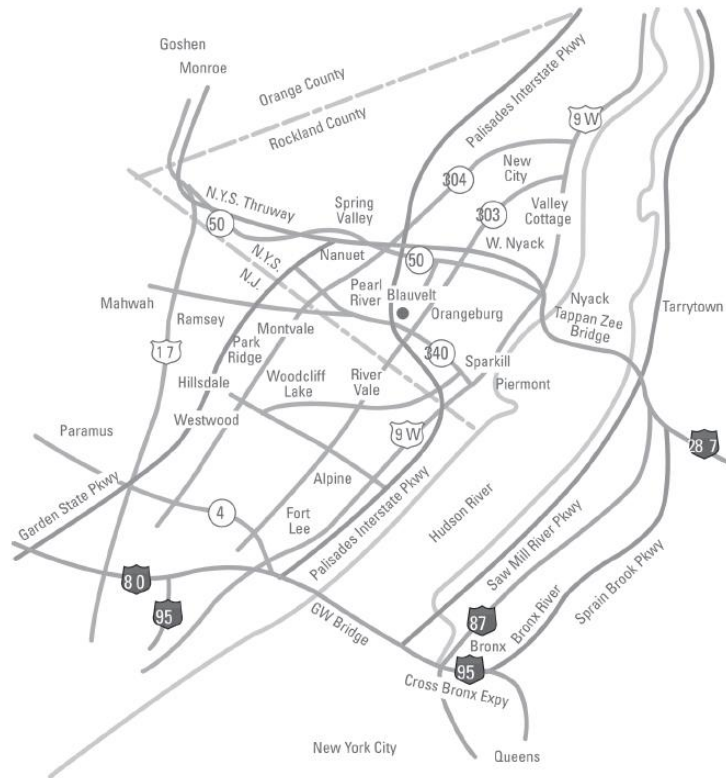 Goshen
Monroe
Orange County
Rockland County
Palisades Interstate Pkwy
9W
304
New
City
303
Valley
Cottage
N.Y.S. Thruway
Spring
Valley
50
W. Nyack
N.Y.S.
N.J.
Nanuet
50
Pearl
River
Blauvelt
Nyack
Mahwah
Ramsey
Montvale
Orangeburg
Tappan Zee
Bridge
Tarrytown
17
Park
Ridge
340
Sparkill
Hillsdale
Woodcliff
Lake
River
Vale
Piermont
Westwood
Paramus
9W
287
Garden State Pkwy
Alpine
4
Fort
Lee
Palisades Interstate Pkwy
Hudson River
Saw Mill River Pkwy
Sprain Brook Pkwy
80
95
GW Bridge
87
Bronx
Bronx River
95
Cross Bronx Expy
New York City
Queens